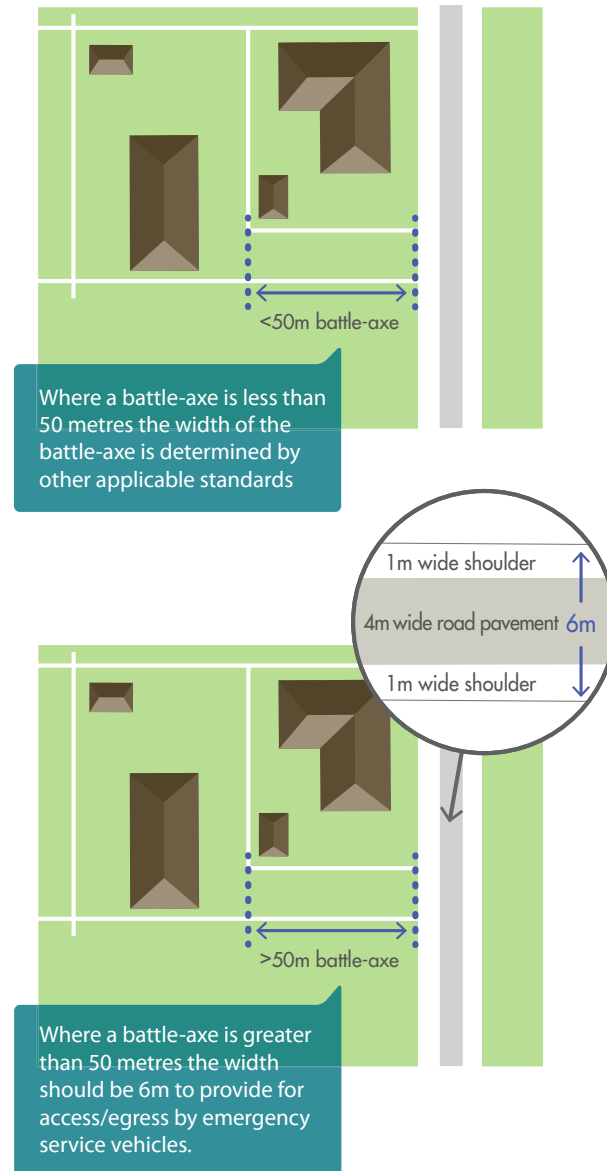 <50m battle-axe
Where a battle-axe is less than
50 metres the width of the
battle-axe is determined by
other applicable standards
1m wide shoulder
4m wide road pavement 6m
1m wide shoulder
>50m battle-axe
Where a battle-axe is greater
than 50 metres the width
should be 6m to provide for
access/egress by emergency
service vehicles.